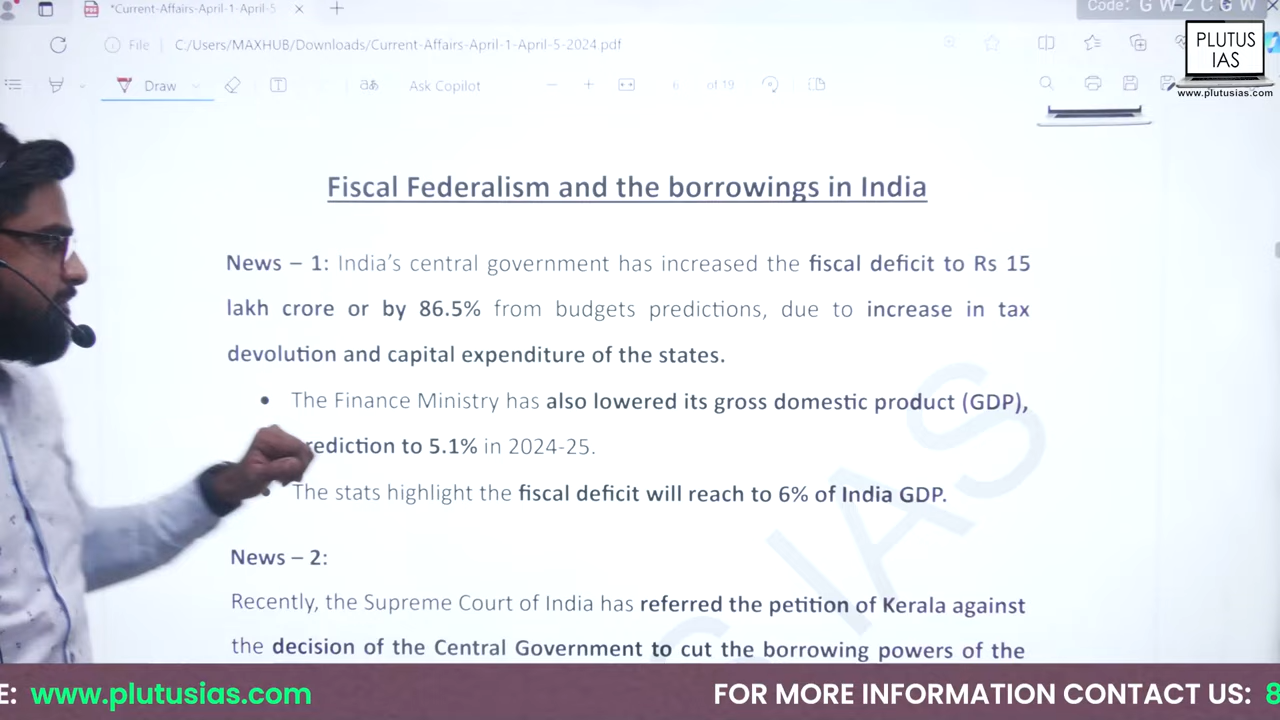 *Current-Affairs-April-1-April-5
Code: G W-Z C G W
File C:/Users/MAXHUB/Downloads/Current-Affairs-April-1-April-5-2024.pdf
PLUTUS
IAS
www.plutusias.com
Draw
Ask Copilot
6 of 19
Fiscal Federalism and the borrowings in India
News – 1: India's central government has increased the fiscal deficit to Rs 15
lakh crore or by 86.5% from budgets predictions, due to increase in tax
devolution and capital expenditure of the states.
• The Finance Ministry has also lowered its gross domestic product (GDP),
rediction to 5.1% in 2024-25.
• The stats highlight the fiscal deficit will reach to 6% of India GDP.
News – 2:
Recently, the Supreme Court of India has referred the petition of Kerala against
the decision of the Central Government to cut the borrowing powers of the
S IAS
E: www.plutusias.com FOR MORE INFORMATION CONTACT US: 8